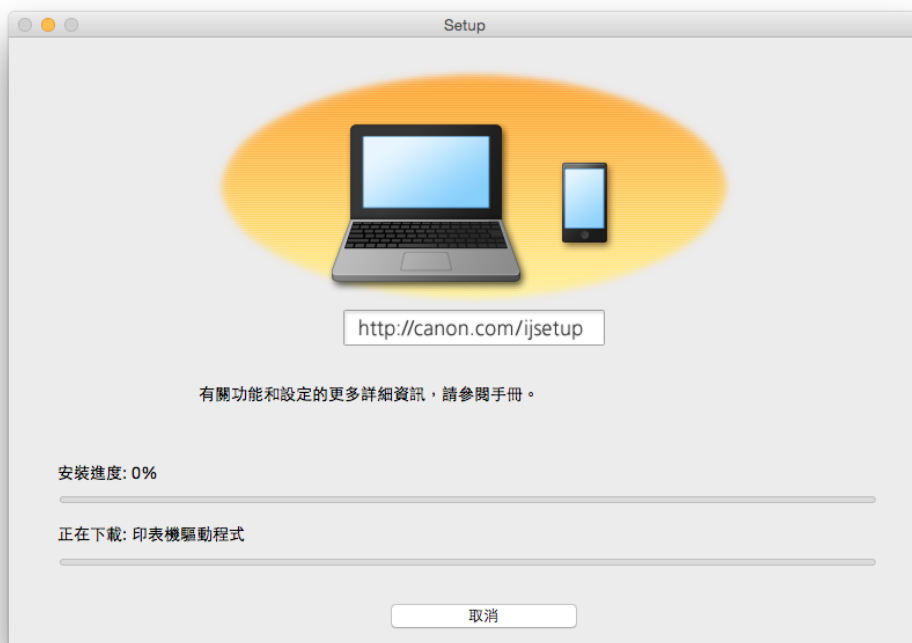 Setup
http://canon.com/ijsetup
有關功能和設定的更多詳細資訊，請參閱手冊。
安裝進度: 0%
正在下載: 印表機驅動程式
取消